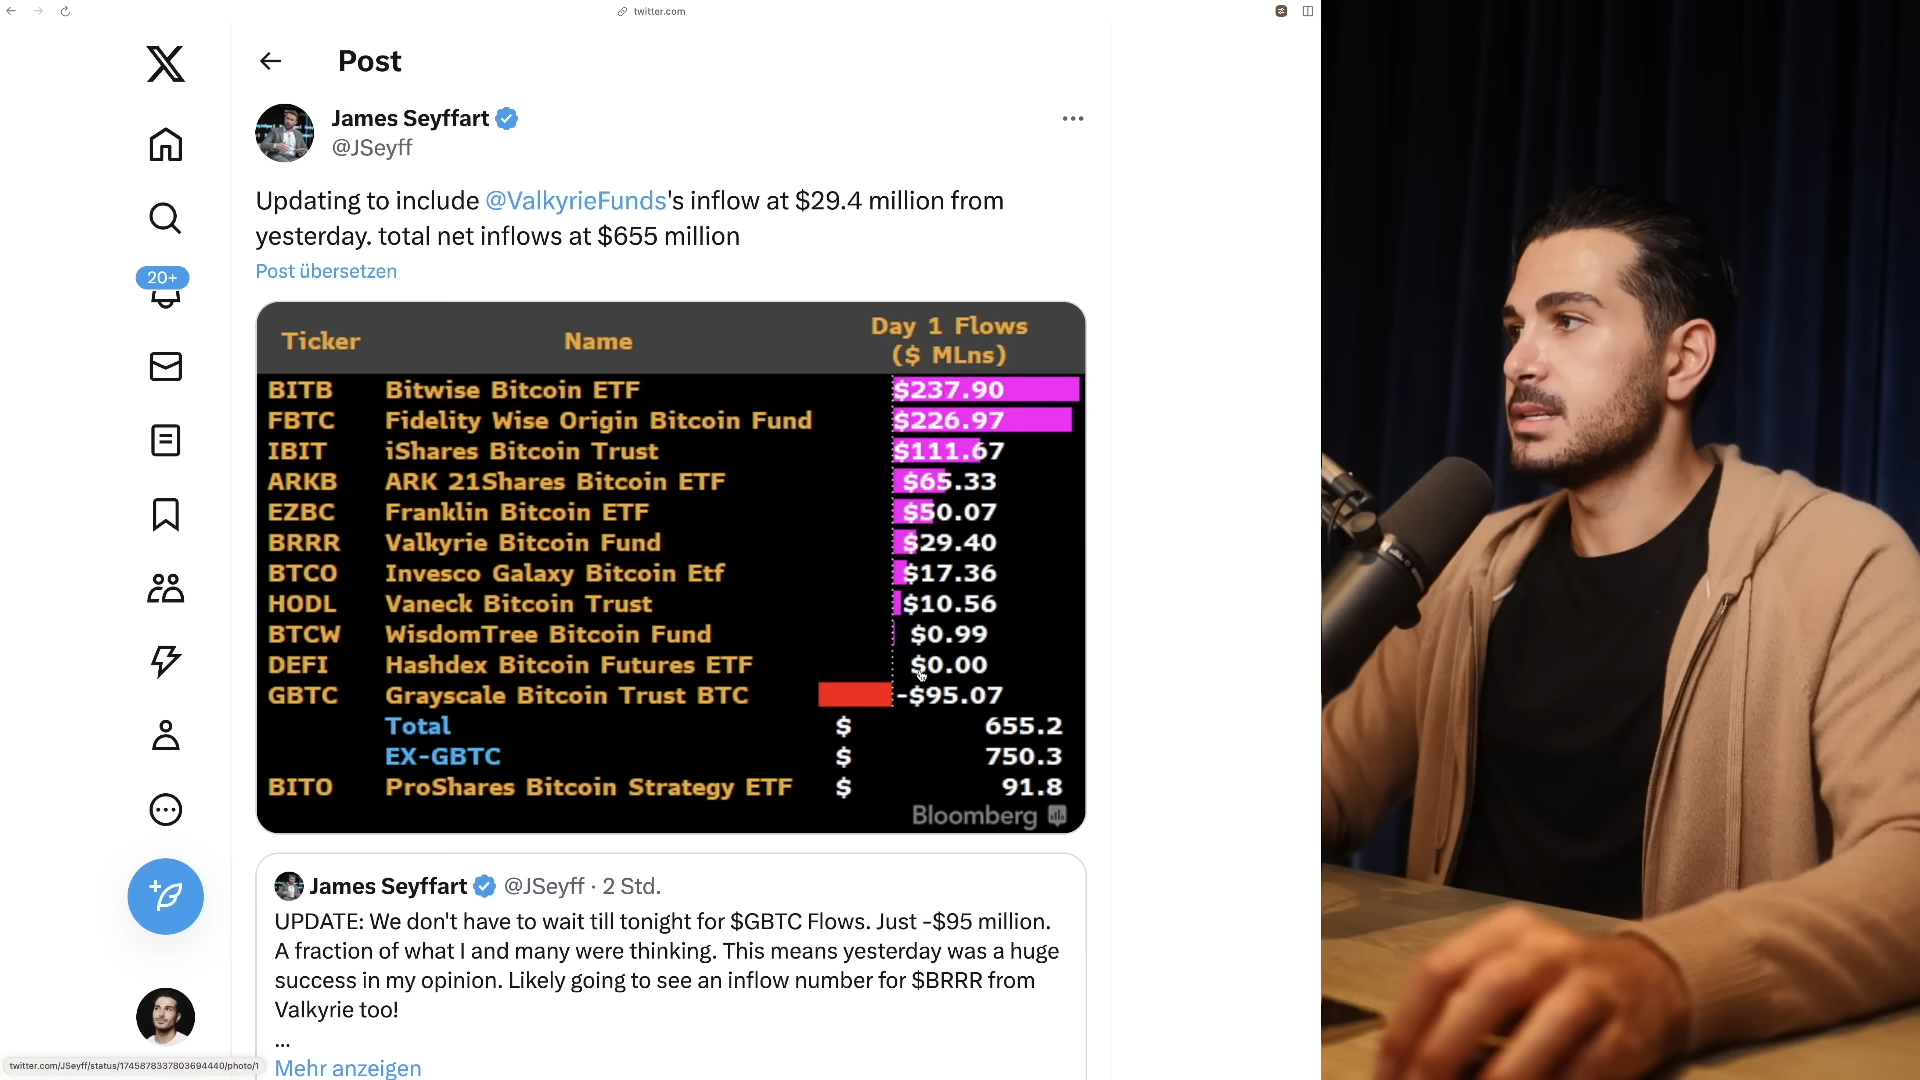 twitter.com
Post
James Seyffart
@JSeyff
Updating to include @ValkyrieFunds's inflow at $29.4 million from
yesterday. total net inflows at $655 million
Post übersetzen
20+
Ticker Name Day 1 Flows ($ MLns)
BITB Bitwise Bitcoin ETF $237.90
FBTC Fidelity Wise Origin Bitcoin Fund $226.97
IBIT iShares Bitcoin Trust $111.67
ARKB ARK 21Shares Bitcoin ETF $65.33
EZBC Franklin Bitcoin ETF $50.07
BRRR Valkyrie Bitcoin Fund $29.40
BTCO Invesco Galaxy Bitcoin Etf $17.36
HODL Vaneck Bitcoin Trust $10.56
BTCW WisdomTree Bitcoin Fund $0.99
DEFI Hashdex Bitcoin Futures ETF $0.00
GBTC Grayscale Bitcoin Trust BTC -$95.07
Total $ 655.2
EX-GBTC $ 750.3
BITO ProShares Bitcoin Strategy ETF $ 91.8
Bloomberg
James Seyffart @JSeyff · 2 Std.
UPDATE: We don't have to wait till tonight for $GBTC Flows. Just -$95 million.
A fraction of what I and many were thinking. This means yesterday was a huge
success in my opinion. Likely going to see an inflow number for $BRRR from
Valkyrie too!
...
Mehr anzeigen
twitter.com/JSeyff/status/1745878337803694440/photo/1